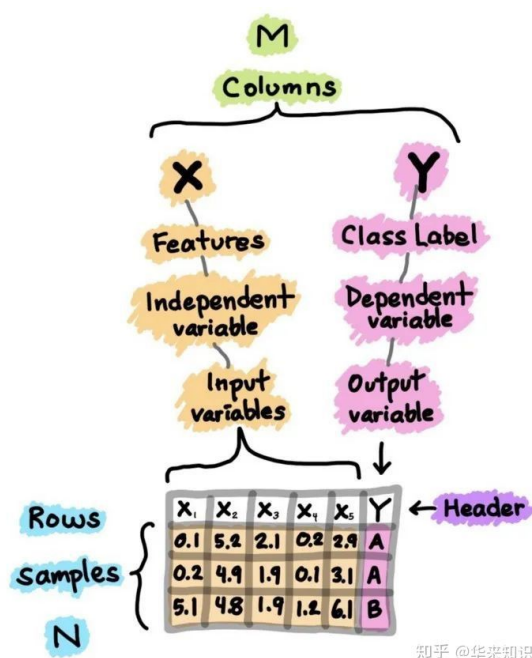 M
Columns
X
Y
Features
Class Label
Independent
variable
Dependent
variable
Input
variables
Output
variable
X₁ X₂ X₃ X₄ X₅ Y
← Header
Rows
0.1 5.2 2.1 0.2 2.9 A
Samples
0.2 4.9 1.9 0.1 3.1 A
5.1 4.8 1.9 1.2 6.1 B
N
知乎 @华来知识